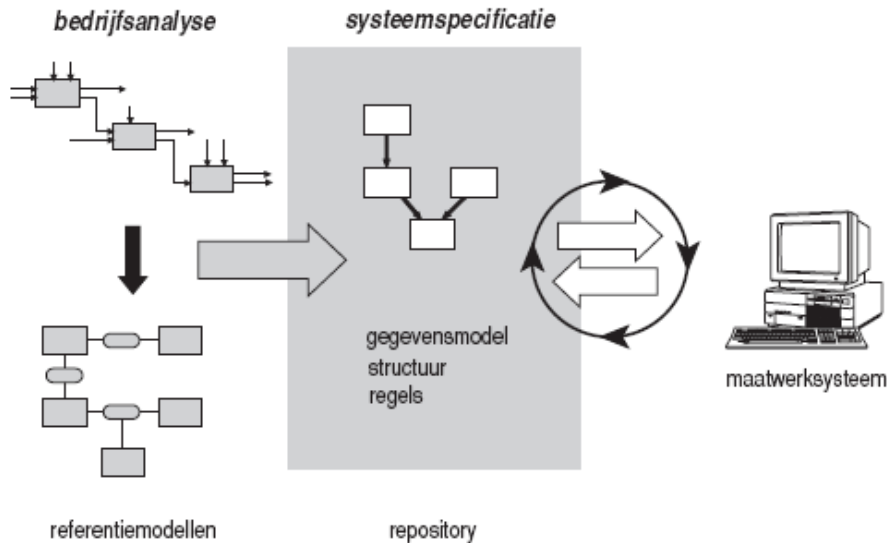 bedrijfsanalyse
systeemspecificatie
gegevensmodel
structuur
regels
maatwerksysteem
referentiemodellen
repository